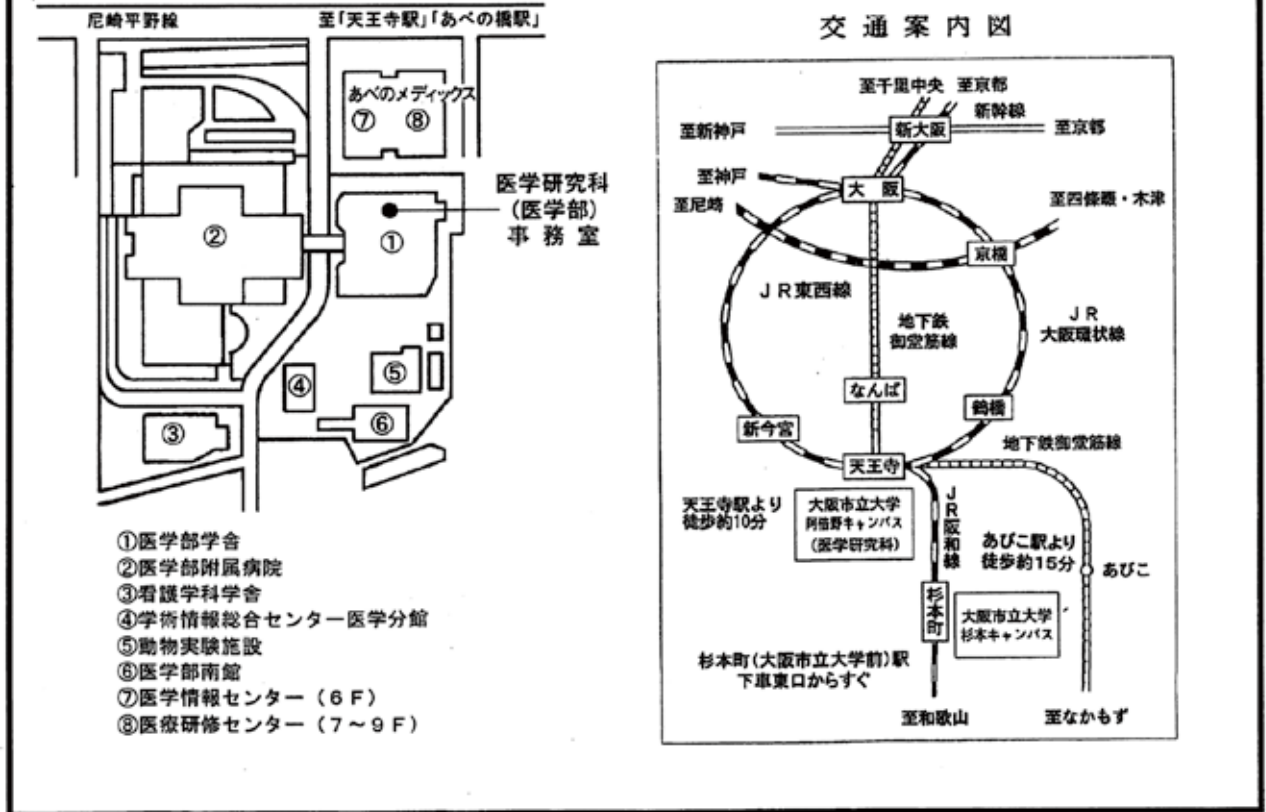 尼崎平野線
至「天王寺駅」「あべの橋駅」
あべのメディックス
⑦ ⑧
医学研究科
(医学部)
事務室
②
①
④
⑤
③
⑥
①医学部学舎
②医学部附属病院
③看護学科学舎
④学術情報総合センター医学分館
⑤動物実験施設
⑥医学部南館
⑦医学情報センター(6F)
⑧医療研修センター(7～9F)
交通案内図
至千里中央 至京都
新幹線
至新神戸
新大阪
至京都
至神戸
大阪
至尼崎
至四條畷・木津
京橋
JR東西線
地下鉄
御堂筋線
JR
大阪環状線
なんば
鶴橋
新今宮
地下鉄御堂筋線
天王寺
天王寺駅より
徒歩約10分
大阪市立大学
阿倍野キャンパス
(医学研究科)
JR阪和線
あびこ駅より
徒歩約15分
あびこ
杉本町
大阪市立大学
杉本キャンパス
杉本町(大阪市立大学前)駅
下車東口からすぐ
至和歌山
至なかもず